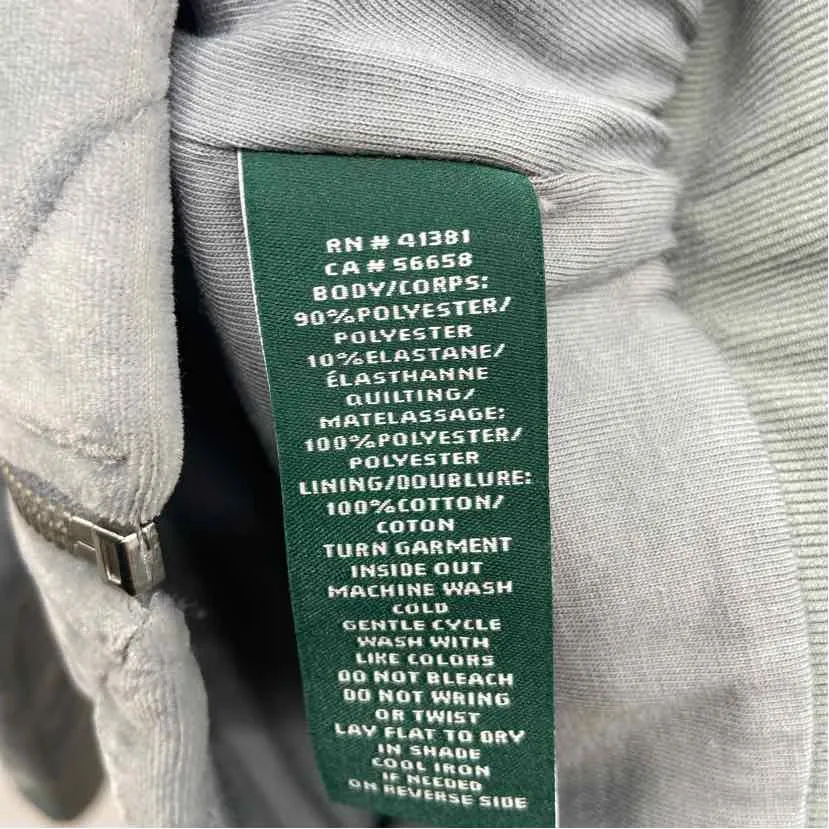 RN # 41381
CA # 56658
BODY/CORPS:
90%POLYESTER/
POLYESTER
10%ELASTANE/
ÉLASTHANNE
QUILTING/
MATELASSAGE:
100%POLYESTER/
POLYESTER
LINING/DOUBLURE:
100%COTTON/
COTON
TURN GARMENT
INSIDE OUT
MACHINE WASH
COLD
GENTLE CYCLE
WASH WITH
LIKE COLORS
DO NOT BLEACH
DO NOT WRING
OR TWIST
LAY FLAT TO DRY
IN SHADE
COOL IRON
IF NEEDED
ON REVERSE SIDE